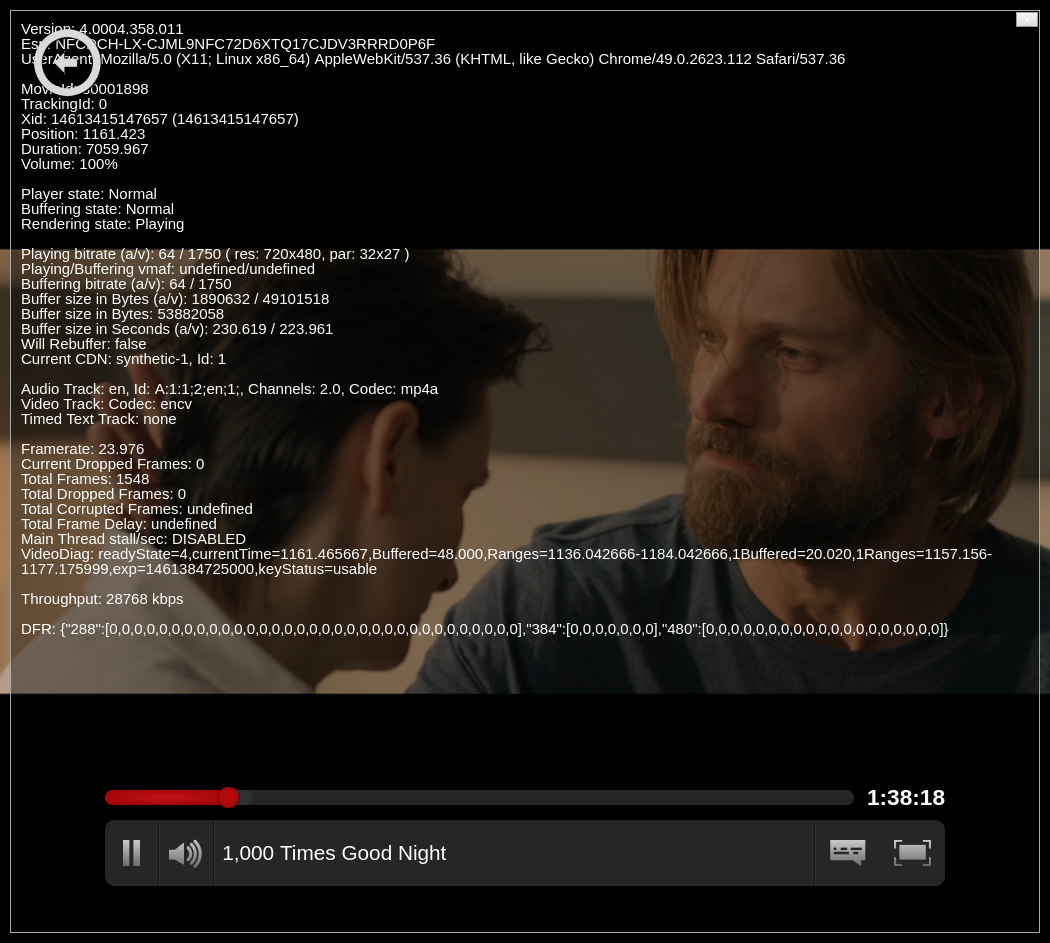 Version: 4.0004.358.011
Esn: NFCDCH-LX-CJML9NFC72D6XTQ17CJDV3RRRD0P6F
UserAgent: Mozilla/5.0 (X11; Linux x86_64) AppleWebKit/537.36 (KHTML, like Gecko) Chrome/49.0.2623.112 Safari/537.36
MovieId: 80001898
TrackingId: 0
Xid: 14613415147657 (14613415147657)
Position: 1161.423
Duration: 7059.967
Volume: 100%
Player state: Normal
Buffering state: Normal
Rendering state: Playing
Playing bitrate (a/v): 64 / 1750 ( res: 720x480, par: 32x27 )
Playing/Buffering vmaf: undefined/undefined
Buffering bitrate (a/v): 64 / 1750
Buffer size in Bytes (a/v): 1890632 / 49101518
Buffer size in Bytes: 53882058
Buffer size in Seconds (a/v): 230.619 / 223.961
Will Rebuffer: false
Current CDN: synthetic-1, Id: 1
Audio Track: en, Id: A:1:1;2;en;1;, Channels: 2.0, Codec: mp4a
Video Track: Codec: encv
Timed Text Track: none
Framerate: 23.976
Current Dropped Frames: 0
Total Frames: 1548
Total Dropped Frames: 0
Total Corrupted Frames: undefined
Total Frame Delay: undefined
Main Thread stall/sec: DISABLED
VideoDiag: readyState=4,currentTime=1161.465667,Buffered=48.000,Ranges=1136.042666-1184.042666,1Buffered=20.020,1Ranges=1157.156-
1177.175999,exp=1461384725000,keyStatus=usable
Throughput: 28768 kbps
DFR: {"288":[0,0,0,0,0,0,0,0,0,0,0,0,0,0,0,0,0,0,0,0,0,0,0,0,0,0,0,0,0,0,0,0,0],"384":[0,0,0,0,0,0,0],"480":[0,0,0,0,0,0,0,0,0,0,0,0,0,0,0,0,0,0,0]}
1:38:18
1,000 Times Good Night